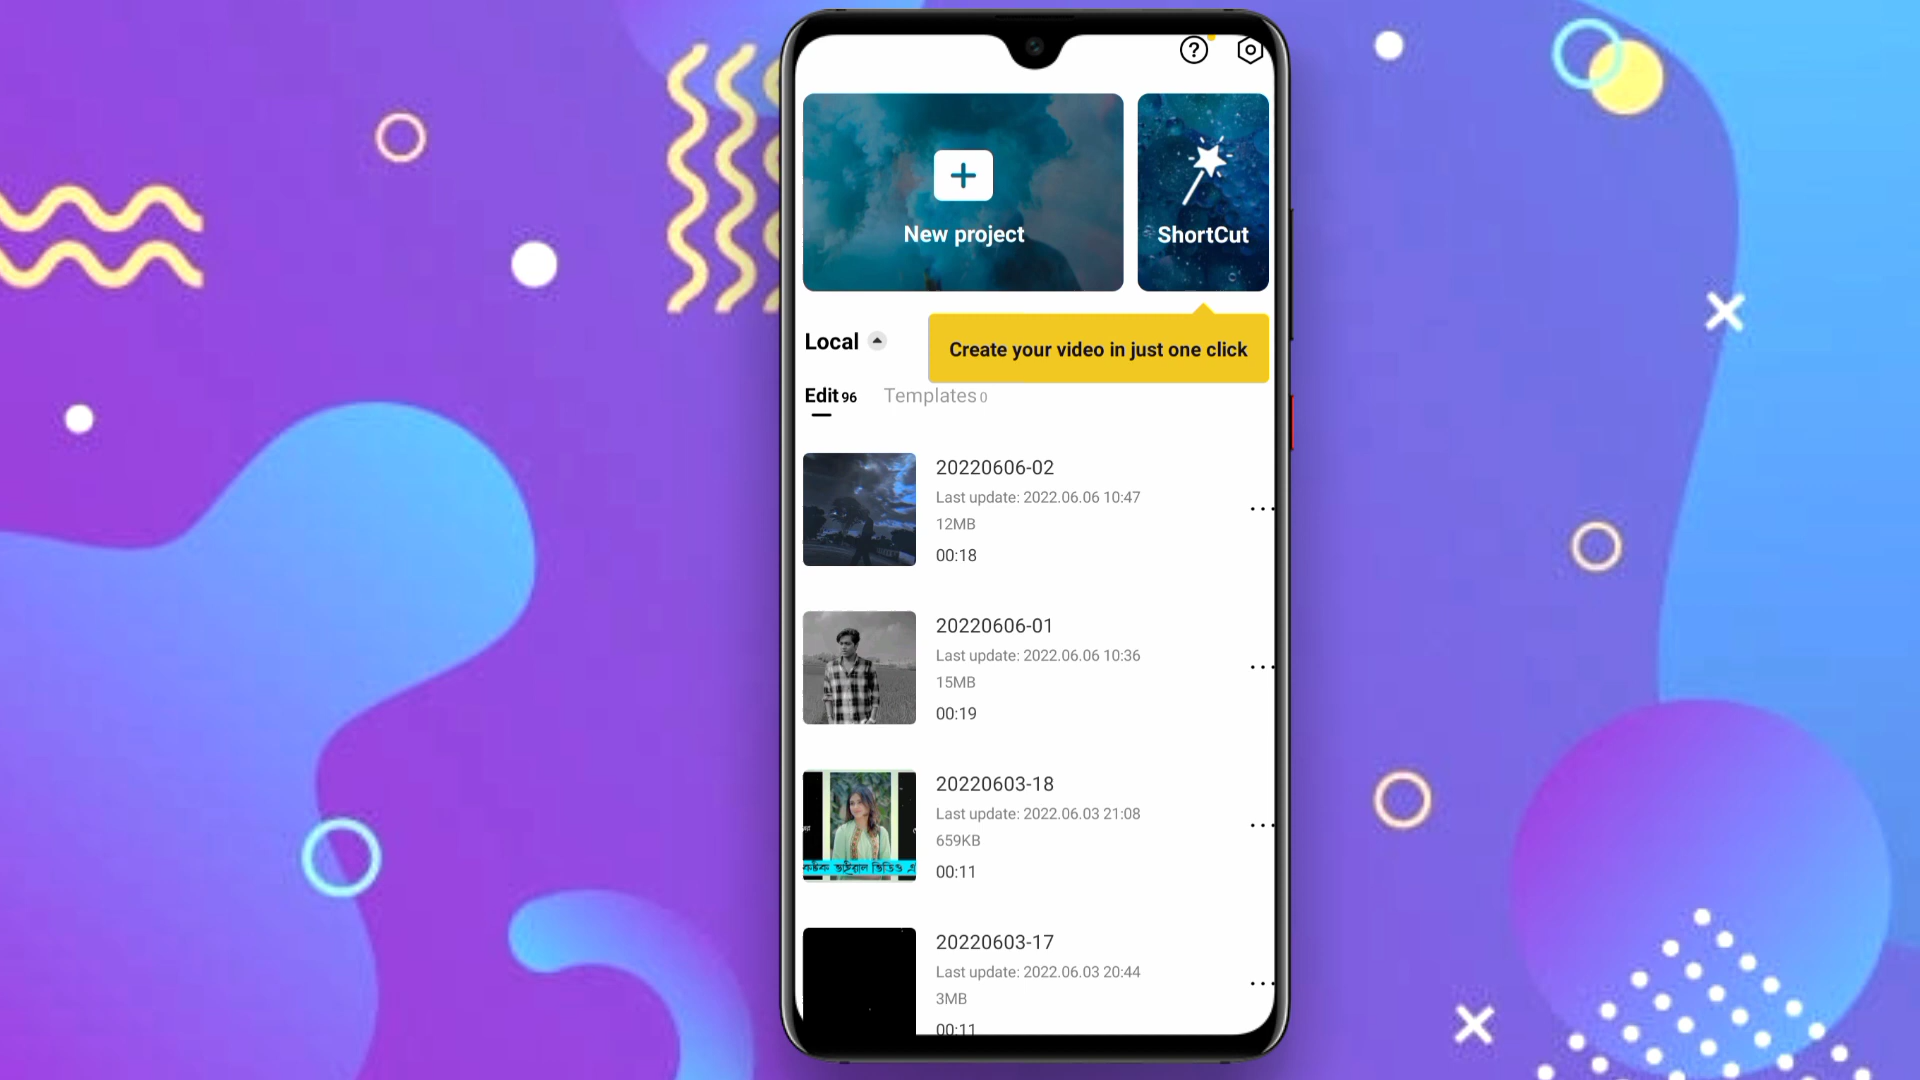 New project
ShortCut
Create your video in just one click
Local
Edit 96
Templates 0
20220606-02
Last update: 2022.06.06 10:47
12MB
00:18
20220606-01
Last update: 2022.06.06 10:36
15MB
00:19
20220603-18
Last update: 2022.06.03 21:08
659KB
00:11
ভাইরাল ভিডিও এ
20220603-17
Last update: 2022.06.03 20:44
3MB
00:11